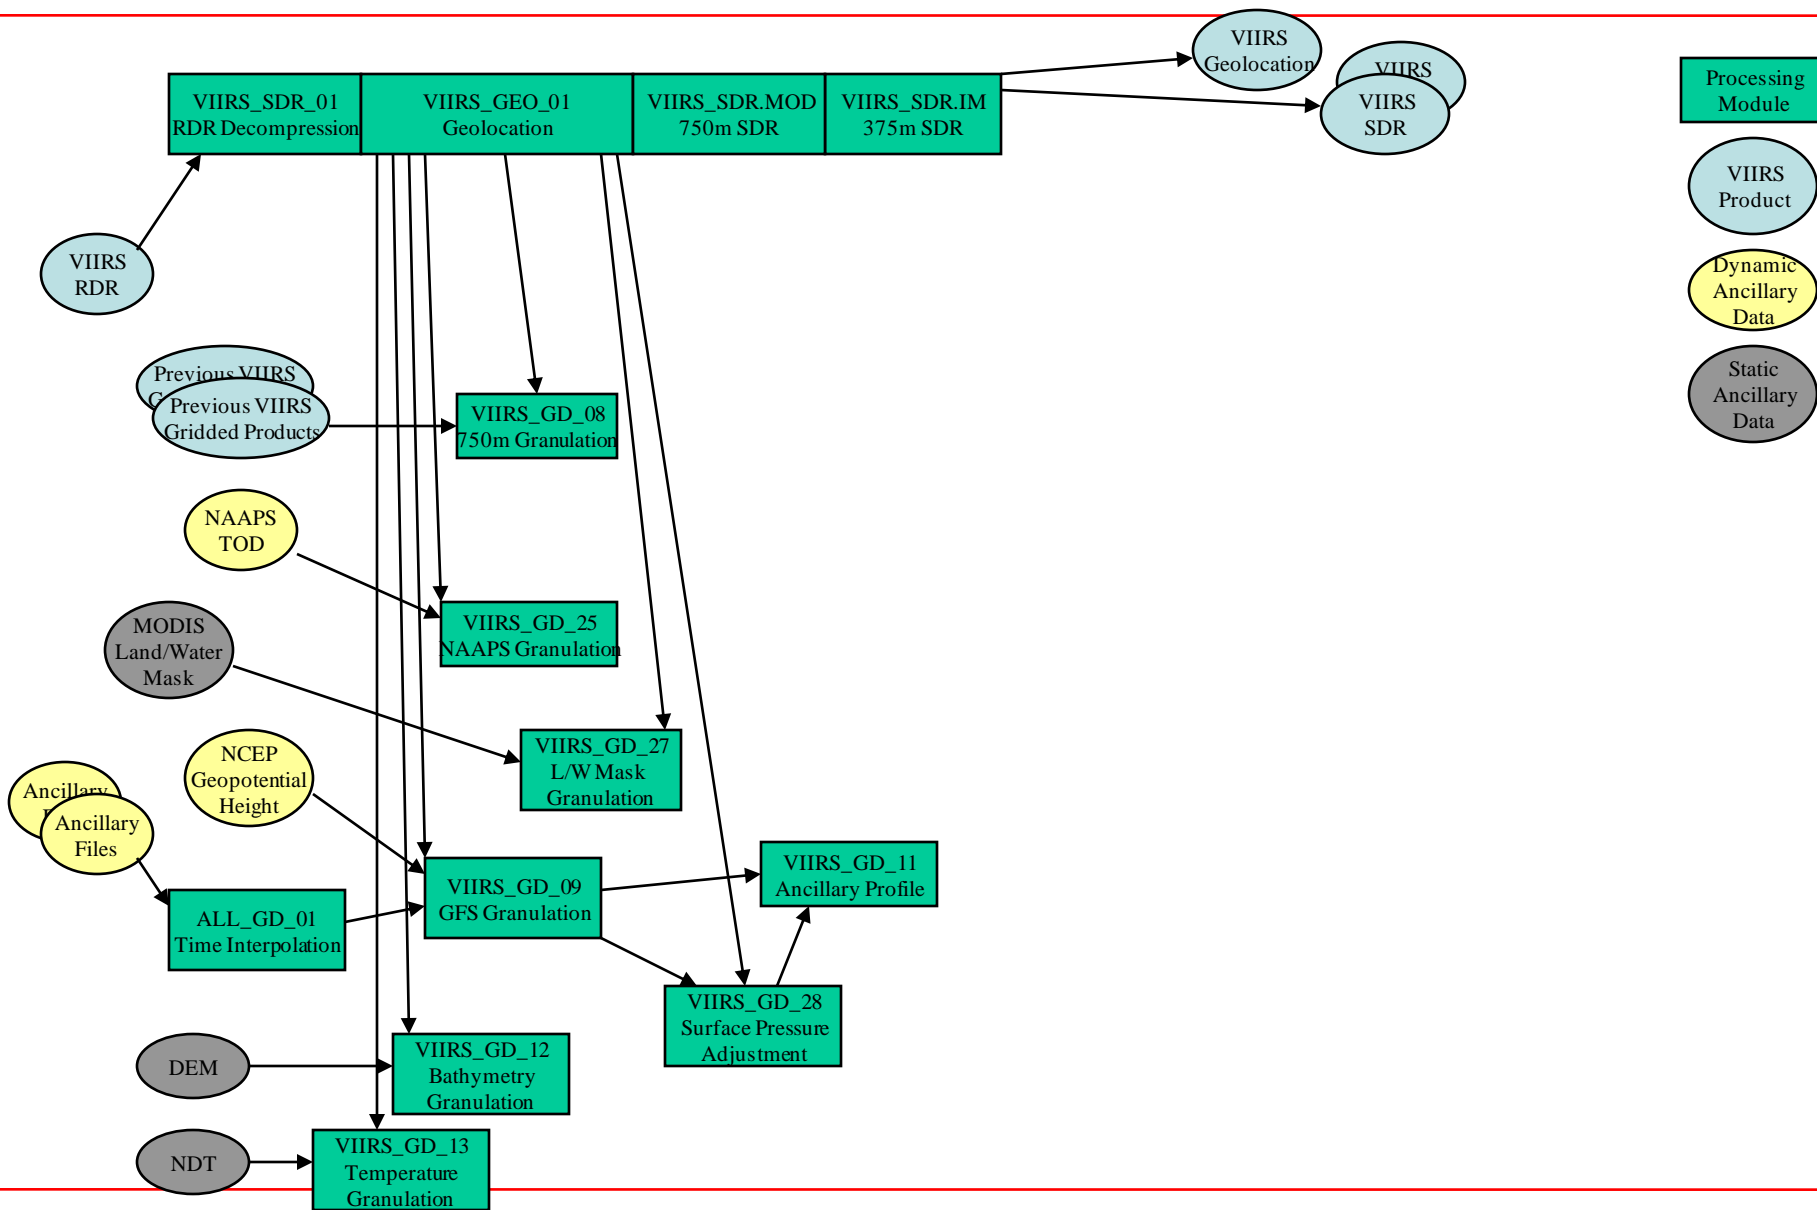 VIIRS
Geolocation
VIIRS
VIIRS
SDR
VIIRS_SDR_01
RDR Decompression
VIIRS_GEO_01
Geolocation
VIIRS_SDR.MOD
750m SDR
VIIRS_SDR.IM
375m SDR
Processing
Module
VIIRS
Product
Dynamic
Ancillary
Data
Static
Ancillary
Data
VIIRS
RDR
Previous VIIRS
Previous VIIRS
Gridded Products
VIIRS_GD_08
750m Granulation
NAAPS
TOD
VIIRS_GD_25
NAAPS Granulation
MODIS
Land/Water
Mask
VIIRS_GD_27
L/W Mask
Granulation
NCEP
Geopotential
Height
Ancillary
Ancillary
Files
ALL_GD_01
Time Interpolation
VIIRS_GD_09
GFS Granulation
VIIRS_GD_11
Ancillary Profile
VIIRS_GD_28
Surface Pressure
Adjustment
DEM
VIIRS_GD_12
Bathymetry
Granulation
NDT
VIIRS_GD_13
Temperature
Granulation